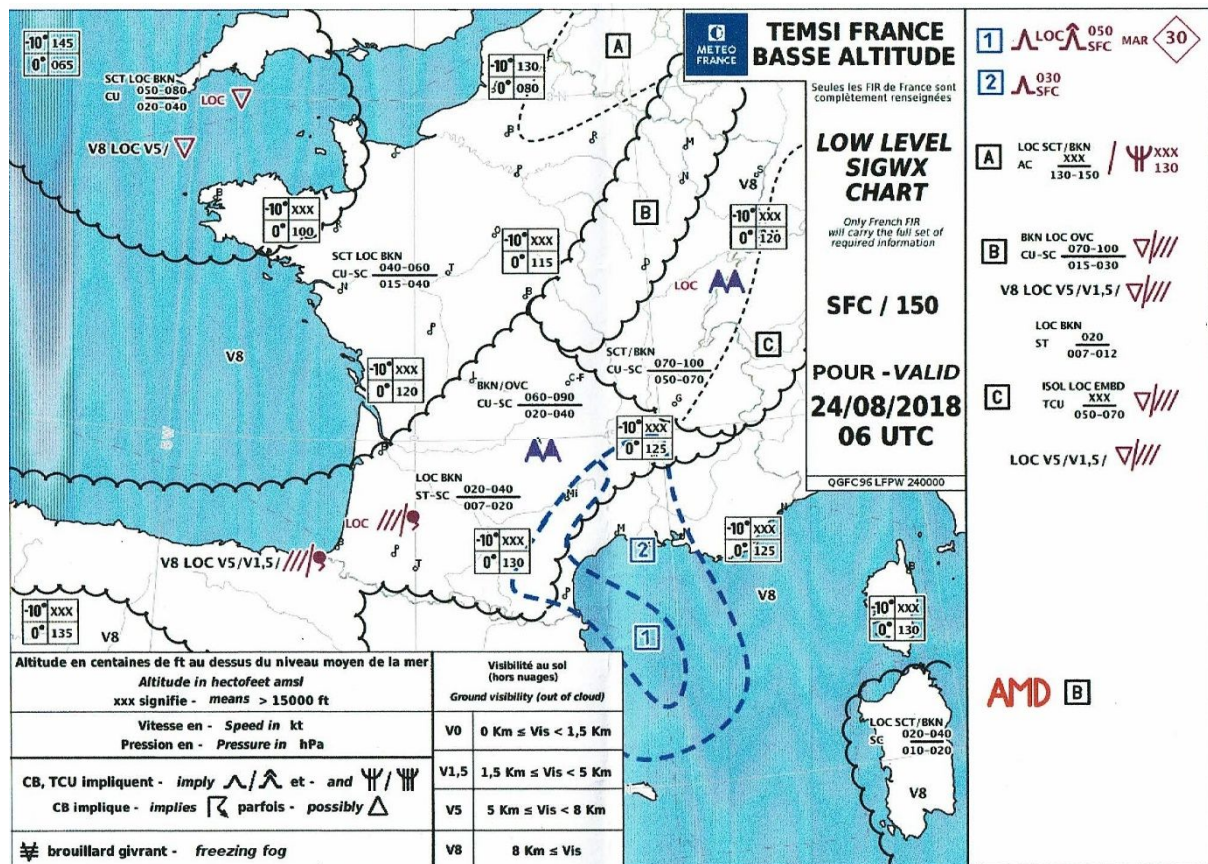 -10° 145
0° 065
SCT LOC BKN
CU 050-080
020-040
LOC
V8 LOC V5/
-10° 130
0° 080
A
METEO
FRANCE
TEMSI FRANCE
BASSE ALTITUDE
Seules les FIR de France sont
complètement renseignées
LOW LEVEL
SIGWX
CHART
Only French FIR
will carry the full set of
required information
SFC / 150
POUR - VALID
24/08/2018
06 UTC
QGFC96 LFPW 240000
B
R
P
M
N
S
V8
B
-10° XXX
0° 100
B
R
-10° XXX
0° 115
-10° XXX
0° 120
SCT LOC BKN
CU-SC 040-060
015-040
T
N
B
D
LOC
P
V8
-10° XXX
0° 120
SCT/BKN
CU-SC 070-100
050-070
C
L
C-F
BKN/OVC
CU-SC 060-090
020-040
G
-10° XXX
0° 125
B
LOC BKN
ST-SC 020-040
007-020
Mi
LOC
M
N
2
-10° XXX
0° 125
B
V8 LOC V5/V1,5/
P
T
-10° XXX
0° 130
P
V8
B
1
-10° XXX
0° 130
-10° XXX
0° 135
V8
LOC SCT/BKN
SC 020-040
010-020
V8
Altitude en centaines de ft au dessus du niveau moyen de la mer
Altitude in hectofeet amsl
xxx signifie - means > 15000 ft
Vitesse en - Speed in kt
Pression en - Pressure in hPa
CB, TCU impliquent - imply / et - and /
CB implique - implies parfois - possibly
brouillard givrant - freezing fog
Visibilité au sol
(hors nuages)
Ground visibility (out of cloud)
V0 0 Km ≤ Vis < 1,5 Km
V1,5 1,5 Km ≤ Vis < 5 Km
V5 5 Km ≤ Vis < 8 Km
V8 8 Km ≤ Vis
1 LOC 050 SFC MAR 30
2 030 SFC
A LOC SCT/BKN
AC XXX / XXX
130-150 130
B BKN LOC OVC
CU-SC 070-100
015-030
V8 LOC V5/V1,5/
LOC BKN
ST 020
007-012
C ISOL LOC EMBD
TCU XXX
050-070
LOC V5/V1,5/
AMD B